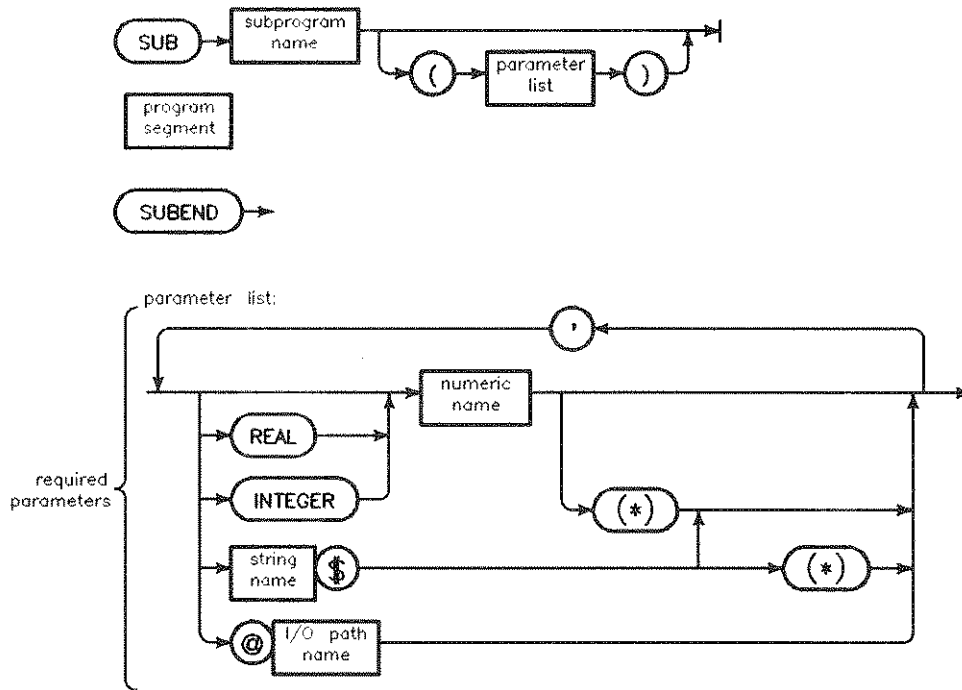 SUB
subprogram
name
(
parameter
list
)
program
segment
SUBEND
parameter list:
,
numeric
name
REAL
INTEGER
required
parameters
(*)
string
name
$
(*)
@
I/O path
name